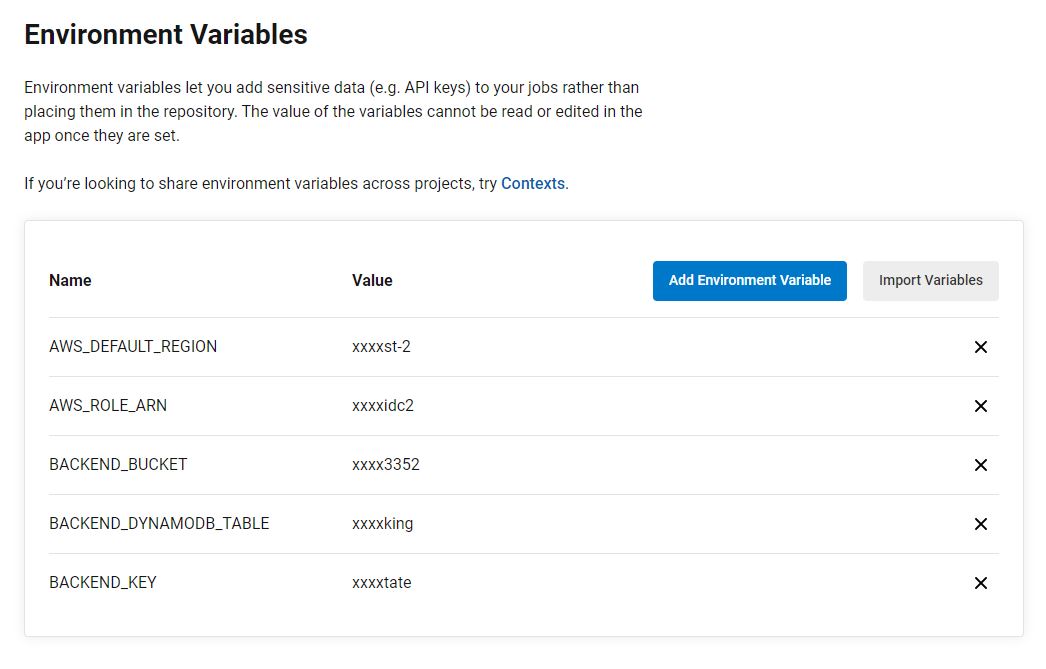 Environment Variables
Environment variables let you add sensitive data (e.g. API keys) to your jobs rather than
placing them in the repository. The value of the variables cannot be read or edited in the
app once they are set.
If you’re looking to share environment variables across projects, try Contexts.
Name Value Add Environment Variable Import Variables
AWS_DEFAULT_REGION xxxxst-2
AWS_ROLE_ARN xxxxidc2
BACKEND_BUCKET xxxx3352
BACKEND_DYNAMODB_TABLE xxxxking
BACKEND_KEY xxxxtate